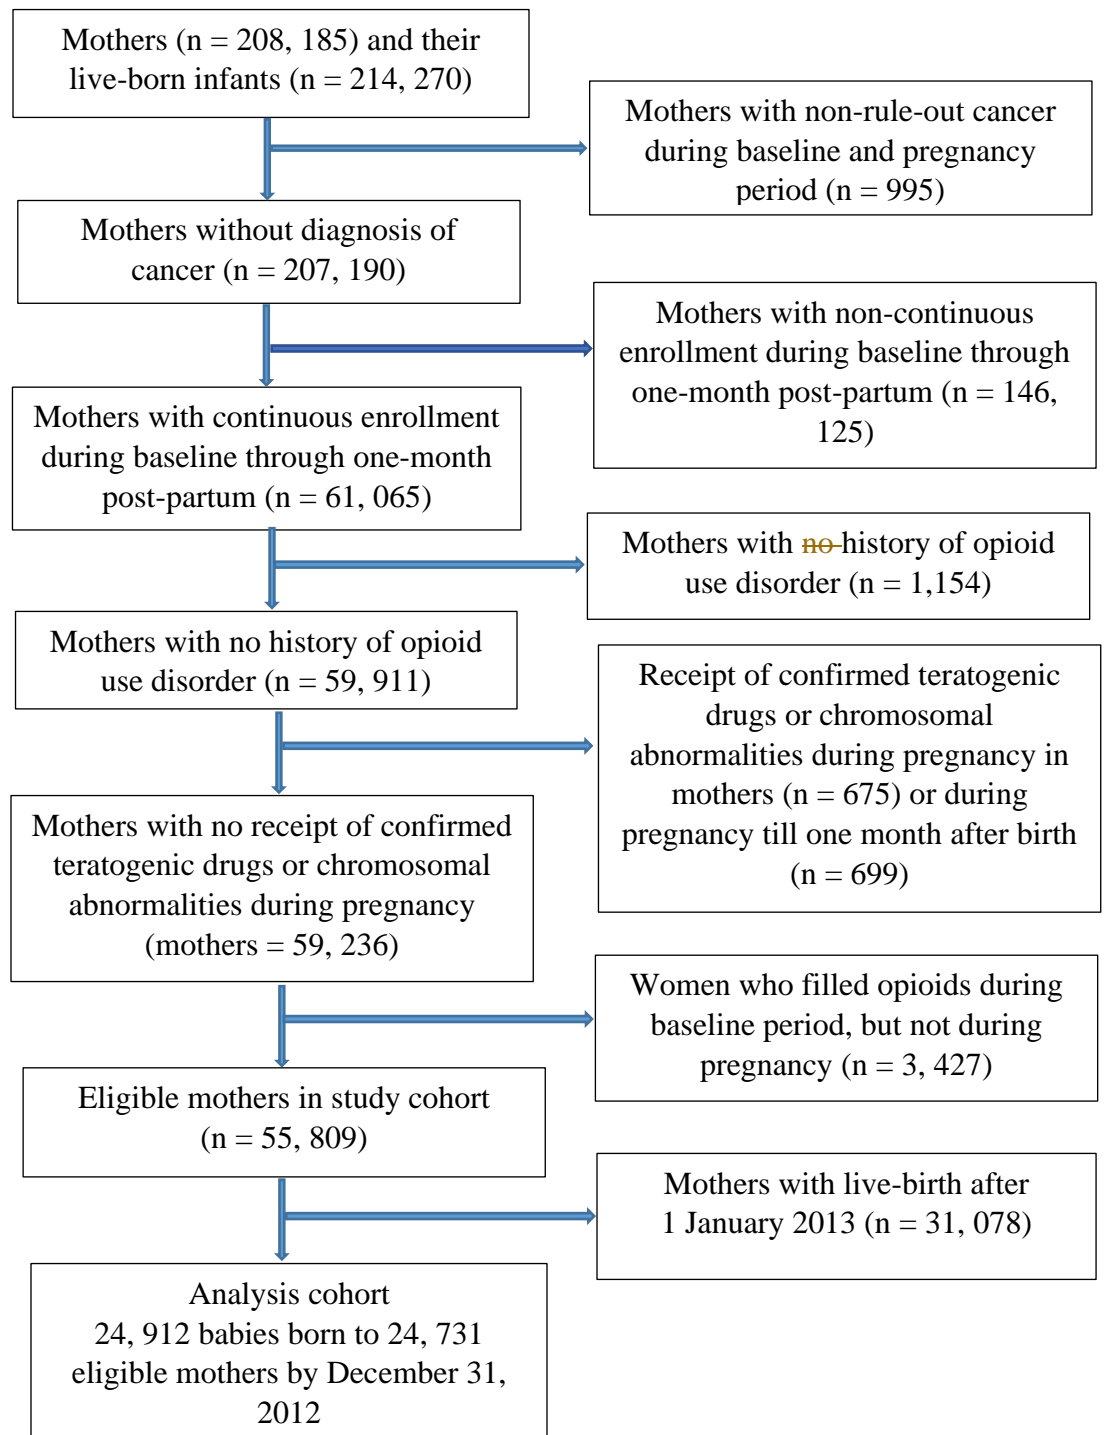 Mothers (n = 208, 185) and their
live-born infants (n = 214, 270)
Mothers with non-rule-out cancer
during baseline and pregnancy
period (n = 995)
Mothers without diagnosis of
cancer (n = 207, 190)
Mothers with non-continuous
enrollment during baseline through
one-month post-partum (n = 146,
125)
Mothers with continuous enrollment
during baseline through one-month
post-partum (n = 61, 065)
Mothers with no history of opioid
use disorder (n = 1,154)
Mothers with no history of opioid
use disorder (n = 59, 911)
Receipt of confirmed teratogenic
drugs or chromosomal
abnormalities during pregnancy in
mothers (n = 675) or during
pregnancy till one month after birth
(n = 699)
Mothers with no receipt of confirmed
teratogenic drugs or chromosomal
abnormalities during pregnancy
(mothers = 59, 236)
Women who filled opioids during
baseline period, but not during
pregnancy (n = 3, 427)
Eligible mothers in study cohort
(n = 55, 809)
Mothers with live-birth after
1 January 2013 (n = 31, 078)
Analysis cohort
24, 912 babies born to 24, 731
eligible mothers by December 31,
2012